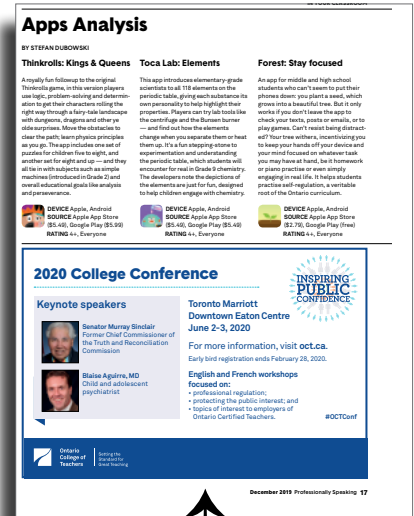 IN YOUR CLASSROOM
Apps Analysis
BY STEFAN DUBOWSKI
Thinkrolls: Kings & Queens
A royally fun followup to the original
Thinkrolls game, in this version players
use logic, problem-solving and determin-
ation to get their characters rolling the
right way through a fairy-tale landscape
with dungeons, dragons and other ye
olde surprises. Move the obstacles to
clear the path; learn physics principles
as you go. The app includes one set of
puzzles for children five to eight, and
another set for eight and up — and they
all tie in with subjects such as simple
machines (introduced in Grade 2) and
overall educational goals like analysis
and perseverance.
DEVICE Apple, Android
SOURCE Apple App Store
($5.49), Google Play ($5.99)
RATING 4+, Everyone
Toca Lab: Elements
This app introduces elementary-grade
scientists to all 118 elements on the
periodic table, giving each substance its
own personality to help highlight their
properties. Players can try lab tools like
the centrifuge and the Bunsen burner
— and find out how the elements
change when you separate them or heat
them up. It's a fun stepping-stone to
experimentation and understanding
the periodic table, which students will
encounter for real in Grade 9 chemistry.
The developers note the depictions of
the elements are just for fun, designed
to help children engage with chemistry.
DEVICE Apple, Android
SOURCE Apple App Store
($5.49), Google Play ($5.49)
RATING 4+, Everyone
Forest: Stay focused
An app for middle and high school
students who can't seem to put their
phones down: you plant a seed, which
grows into a beautiful tree. But it only
works if you don't leave the app to
check your texts, posts or emails, or to
play games. Can't resist being distract-
ed? Your tree withers, incentivizing you
to keep your hands off your device and
your mind focused on whatever task
you may have at hand, be it homework
or piano practise or even simply
engaging in real life. It helps students
practise self-regulation, a veritable
root of the Ontario curriculum.
DEVICE Apple, Android
SOURCE Apple App Store
($2.79), Google Play (free)
RATING 4+, Everyone
2020 College Conference
INSPIRING
PUBLIC
CONFIDENCE
Keynote speakers
Senator Murray Sinclair
Former Chief Commissioner of
the Truth and Reconciliation
Commission
Blaise Aguirre, MD
Child and adolescent
psychiatrist
Toronto Marriott
Downtown Eaton Centre
June 2-3, 2020
For more information, visit oct.ca.
Early bird registration ends February 28, 2020.
English and French workshops
focused on:
• professional regulation;
• protecting the public interest; and
• topics of interest to employers of
Ontario Certified Teachers.
#OCTConf
Ontario
College of
Teachers
Setting the
Standard for
Great Teaching
December 2019 Professionally Speaking 17